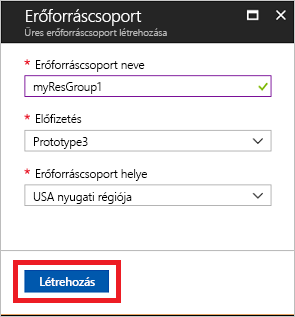 Erőforráscsoport
Üres erőforráscsoport létrehozása
* Erőforráscsoport neve
myResGroup1
* Előfizetés
Prototype3
* Erőforráscsoport helye
USA nyugati régiója
Létrehozás